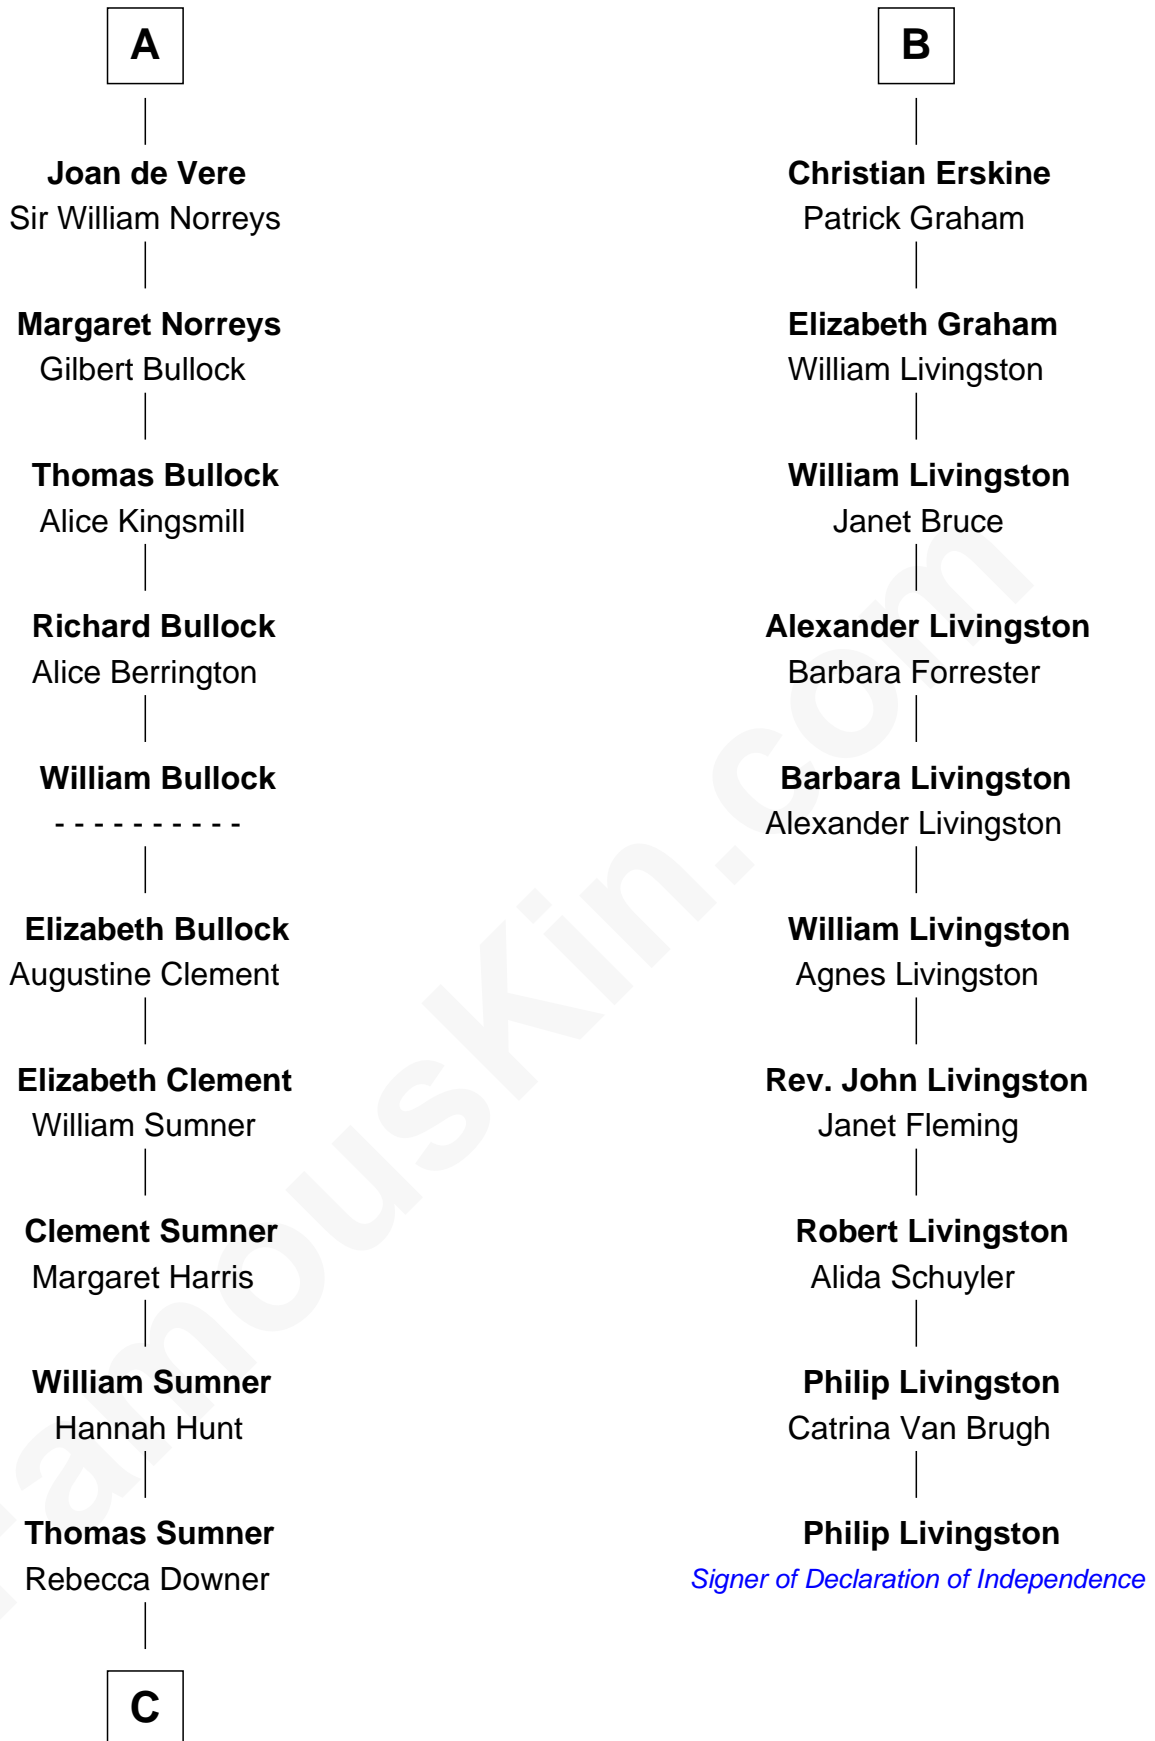 A
Joan de Vere
Sir William Norreys
Margaret Norreys
Gilbert Bullock
Thomas Bullock
Alice Kingsmill
Richard Bullock
Alice Berrington
William Bullock
- - - - - - - - - -
Elizabeth Bullock
Augustine Clement
Elizabeth Clement
William Sumner
Clement Sumner
Margaret Harris
William Sumner
Hannah Hunt
Thomas Sumner
Rebecca Downer
C
B
Christian Erskine
Patrick Graham
Elizabeth Graham
William Livingston
William Livingston
Janet Bruce
Alexander Livingston
Barbara Forrester
Barbara Livingston
Alexander Livingston
William Livingston
Agnes Livingston
Rev. John Livingston
Janet Fleming
Robert Livingston
Alida Schuyler
Philip Livingston
Catrina Van Brugh
Philip Livingston
Signer of Declaration of Independence
FamousKin.com